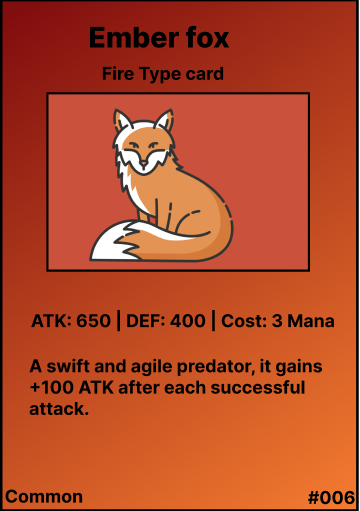 Ember fox
Fire Type card
ATK: 650 | DEF: 400 | Cost: 3 Mana
A swift and agile predator, it gains
+100 ATK after each successful
attack.
Common
#006